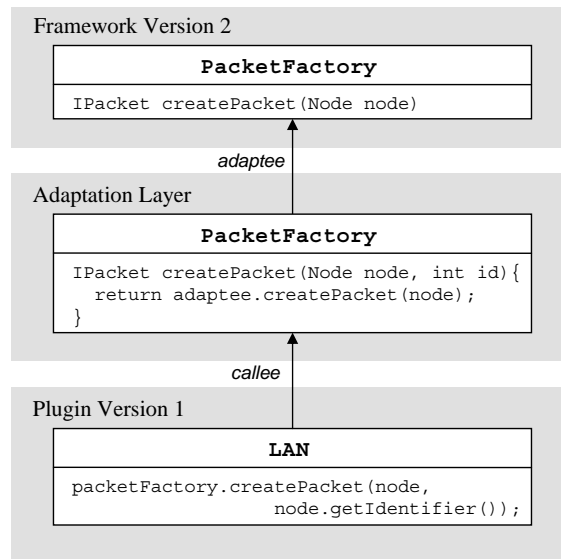 Framework Version 2
PacketFactory
IPacket createPacket(Node node)
adaptee
Adaptation Layer
PacketFactory
IPacket createPacket(Node node, int id){
return adaptee.createPacket(node);
}
callee
Plugin Version 1
LAN
packetFactory.createPacket(node,
node.getIdentifier());